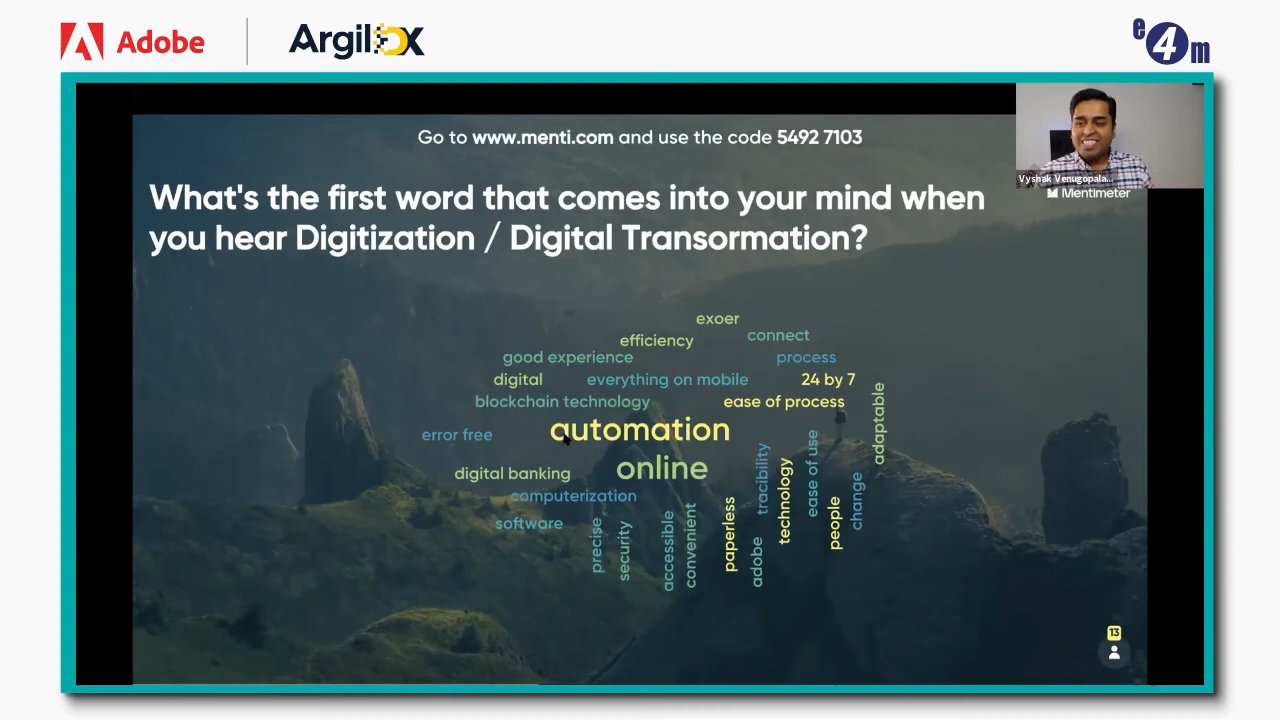 Adobe
ArgilDX
e4m
Go to www.menti.com and use the code 5492 7103
Vyshak Venugopala...
Mentimeter
What's the first word that comes into your mind when
you hear Digitization / Digital Transormation?
exoer
efficiency
connect
good experience
process
digital
everything on mobile
24 by 7
blockchain technology
ease of process
adaptable
automation
error free
online
digital banking
computerization
software
precise
security
accessible
convenient
paperless
adobe
tracibility
technology
ease of use
people
change
13